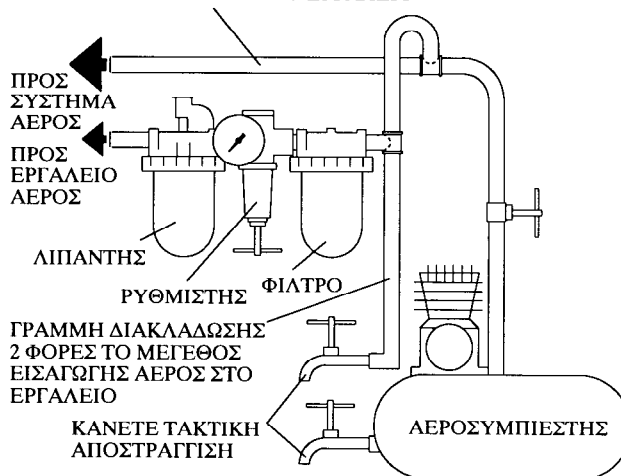 ΠΡΟΣ
ΣΥΣΤΗΜΑ
ΑΕΡΟΣ
ΠΡΟΣ
ΕΡΓΑΛΕΙΟ
ΑΕΡΟΣ
ΛΙΠΑΝΤΗΣ
ΡΥΘΜΙΣΤΗΣ
ΦΙΛΤΡΟ
ΓΡΑΜΜΗ ΔΙΑΚΛΑΔΩΣΗΣ
2 ΦΟΡΕΣ ΤΟ ΜΕΓΕΘΟΣ
ΕΙΣΑΓΩΓΗΣ ΑΕΡΟΣ ΣΤΟ
ΕΡΓΑΛΕΙΟ
ΚΑΝΕΤΕ ΤΑΚΤΙΚΗ
ΑΠΟΣΤΡΑΓΓΙΣΗ
ΑΕΡΟΣΥΜΠΙΕΣΤΗΣ